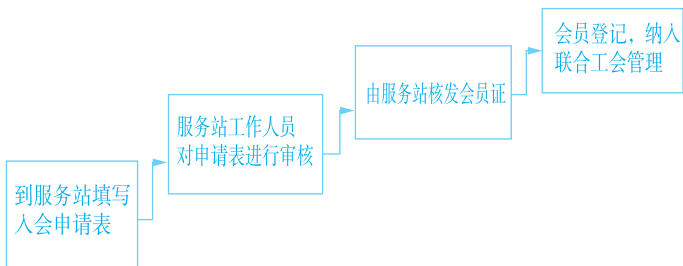 到服务站填写
入会申请表
服务站工作人员
对申请表进行审核
由服务站核发会员证
会员登记，纳入
联合工会管理